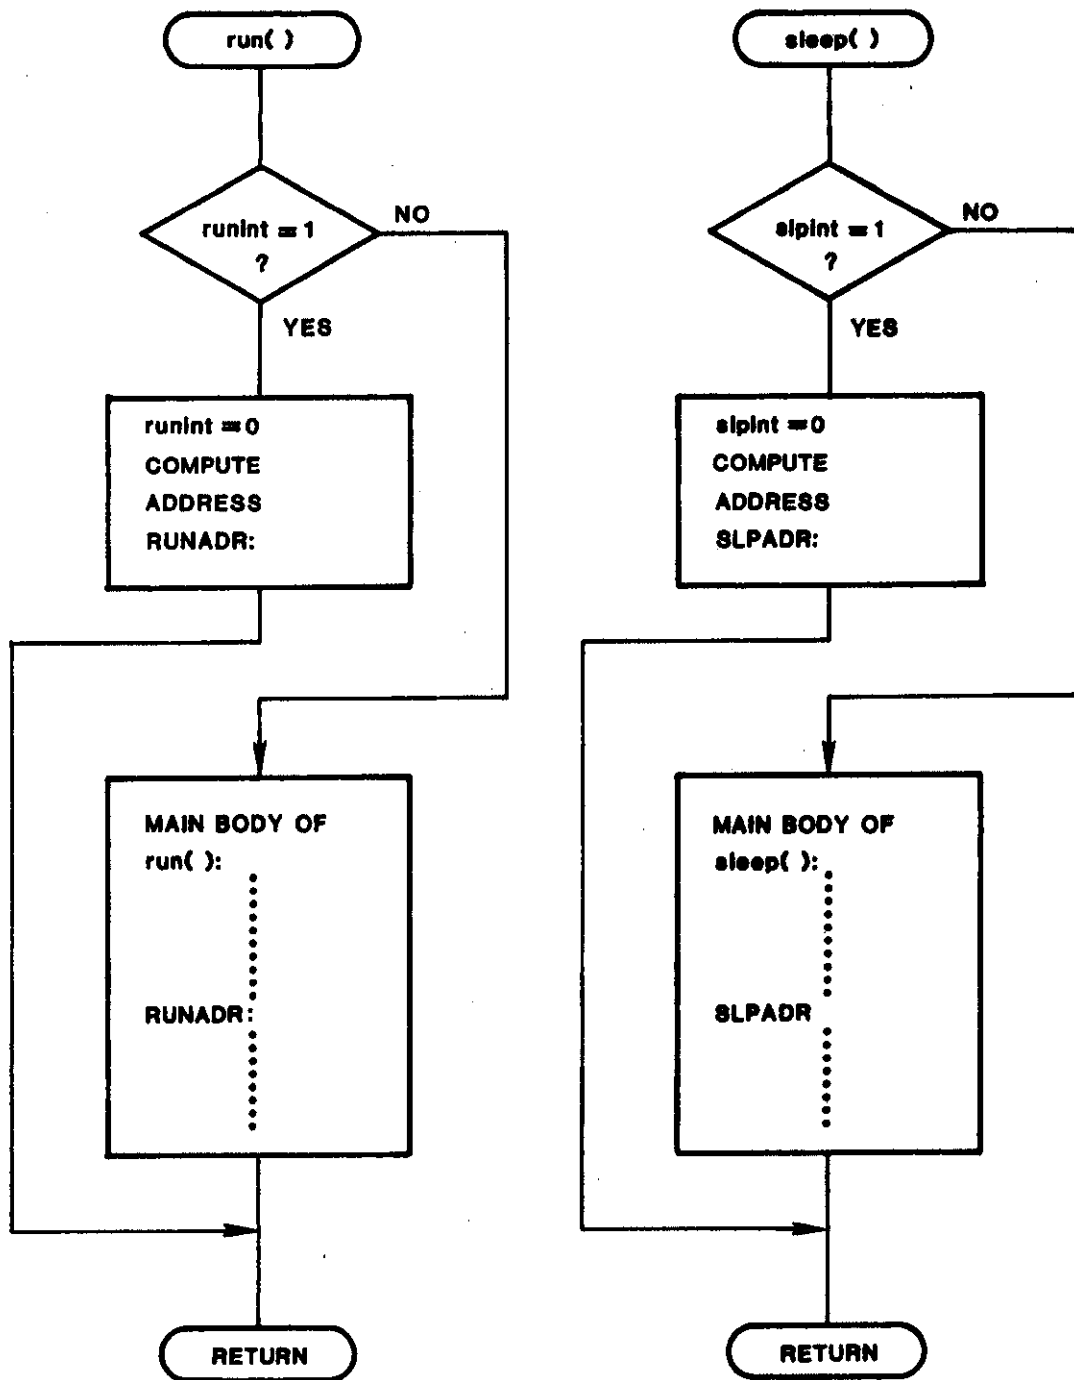 run( )
runint = 1
?
NO
YES
runint = 0
COMPUTE
ADDRESS
RUNADR:
MAIN BODY OF
run( ):
RUNADR:
RETURN
sleep( )
slpint = 1
?
NO
YES
slpint = 0
COMPUTE
ADDRESS
SLPADR:
MAIN BODY OF
sleep( ):
SLPADR
RETURN